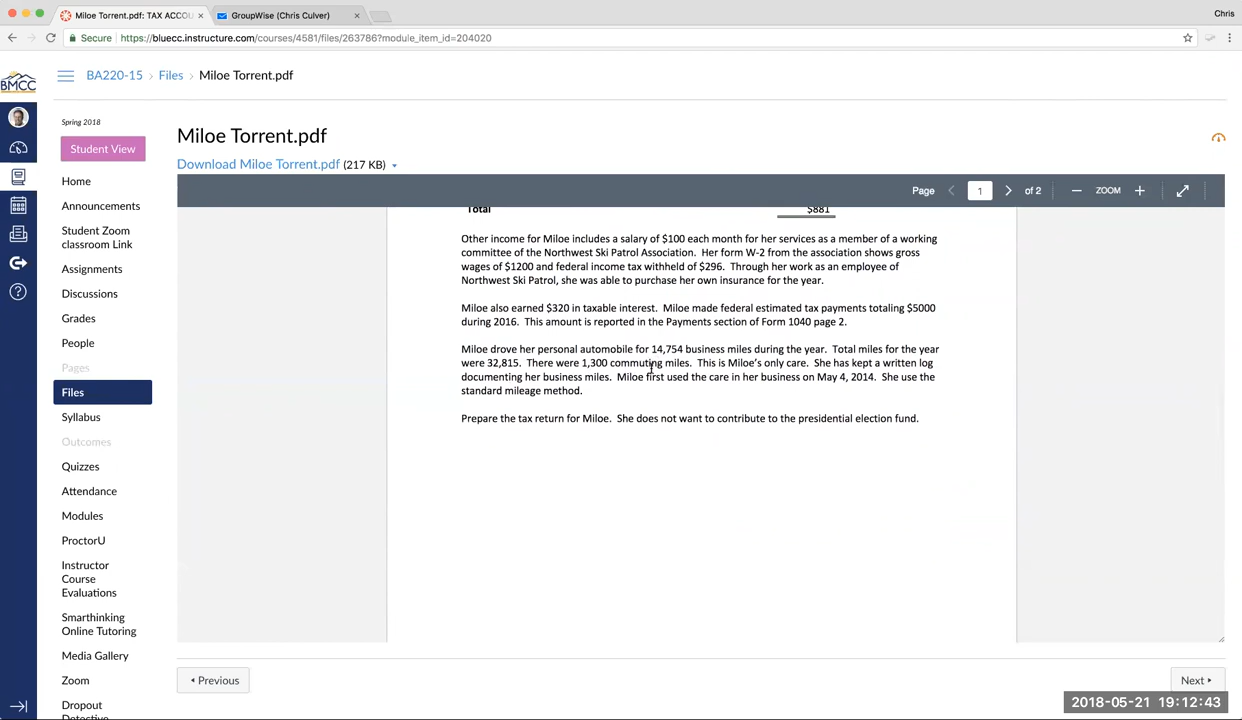 Miloe Torrent.pdf: TAX ACCOU
GroupWise (Chris Culver)
Chris
Secure
https://bluecc.instructure.com/courses/4581/files/263786?module_item_id=204020
BMCC
BA220-15 › Files › Miloe Torrent.pdf
Spring 2018
Student View
Home
Announcements
Student Zoom
classroom Link
Assignments
Discussions
Grades
People
Pages
Files
Syllabus
Outcomes
Quizzes
Attendance
Modules
ProctorU
Instructor
Course
Evaluations
Smarthinking
Online Tutoring
Media Gallery
Zoom
Dropout
Detective
Miloe Torrent.pdf
Download Miloe Torrent.pdf (217 KB)
Page 1 of 2 ZOOM
Total $881
Other income for Miloe includes a salary of $100 each month for her services as a member of a working
committee of the Northwest Ski Patrol Association. Her form W-2 from the association shows gross
wages of $1200 and federal income tax withheld of $296. Through her work as an employee of
Northwest Ski Patrol, she was able to purchase her own insurance for the year.
Miloe also earned $320 in taxable interest. Miloe made federal estimated tax payments totaling $5000
during 2016. This amount is reported in the Payments section of Form 1040 page 2.
Miloe drove her personal automobile for 14,754 business miles during the year. Total miles for the year
were 32,815. There were 1,300 commuting miles. This is Miloe's only care. She has kept a written log
documenting her business miles. Miloe first used the care in her business on May 4, 2014. She use the
standard mileage method.
Prepare the tax return for Miloe. She does not want to contribute to the presidential election fund.
Previous
Next
2018-05-21 19:12:43